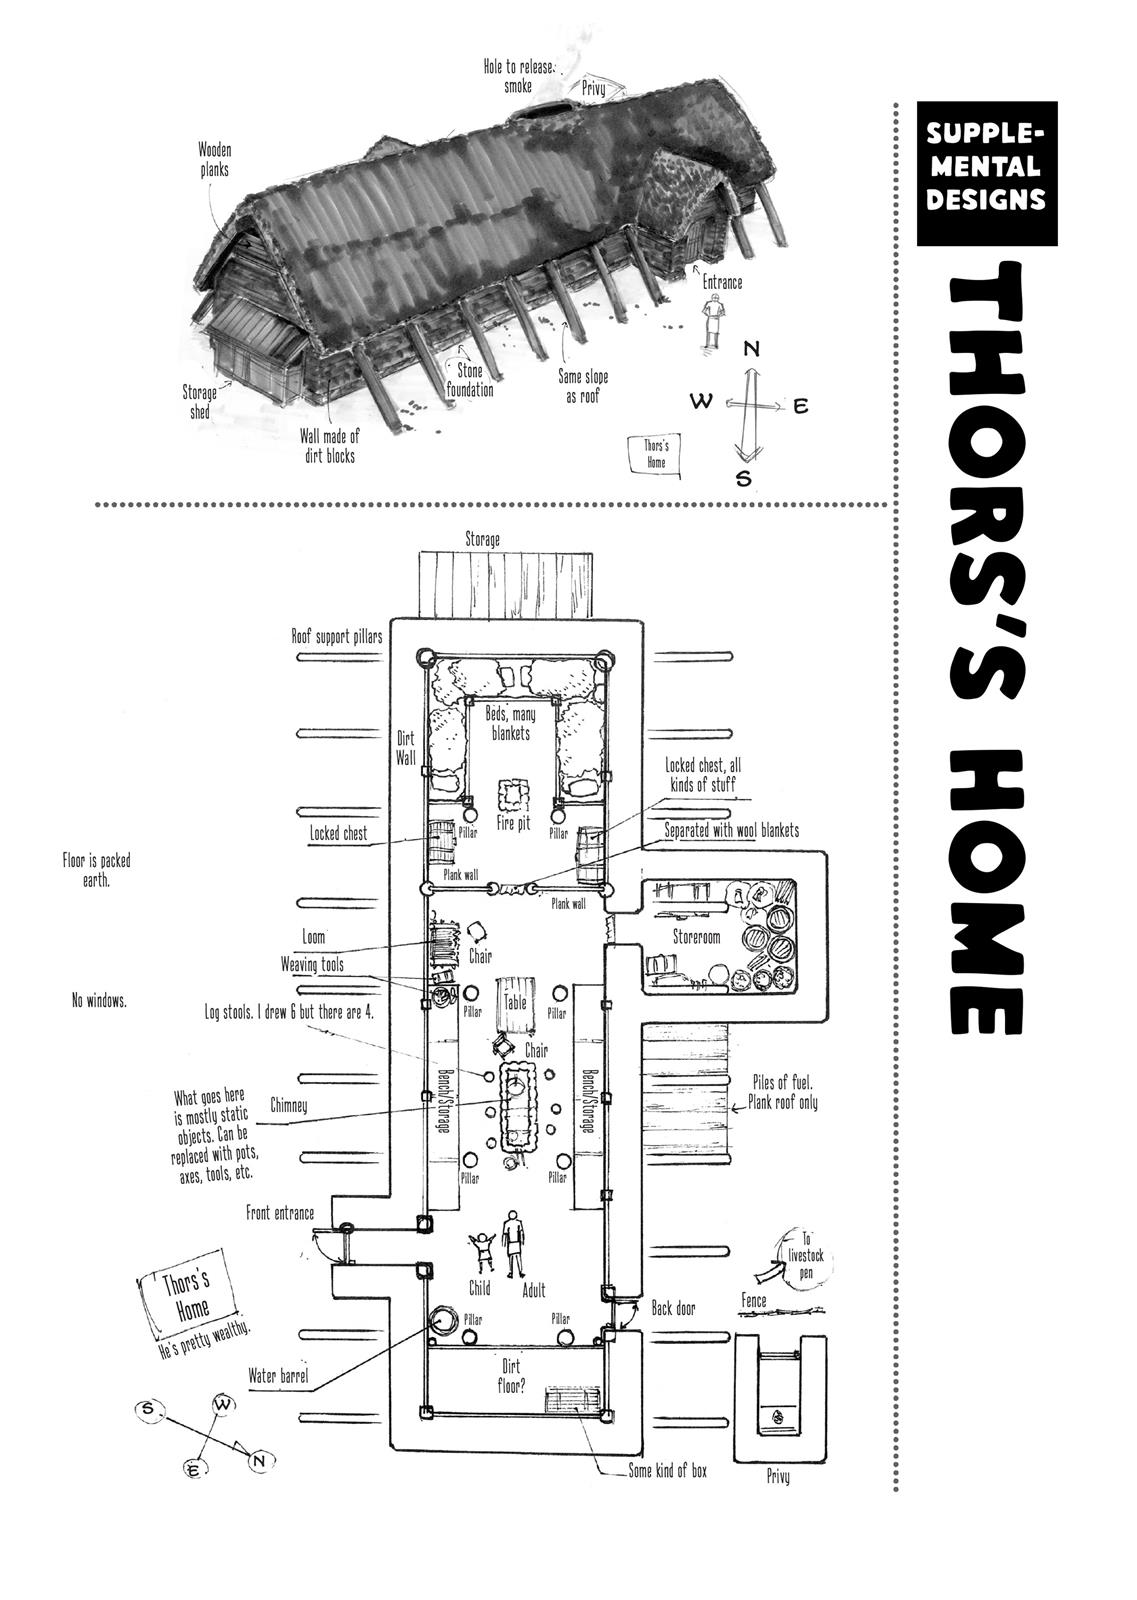 SUPPLE-
MENTAL
DESIGNS
THORS'S HOME
Hole to release
smoke
Privy
Wooden
planks
Entrance
Storage
shed
Stone
foundation
Same slope
as roof
Wall made of
dirt blocks
N
W
E
S
Thors's
Home
Storage
Roof support pillars
Beds, many
blankets
Dirt
Wall
Locked chest, all
kinds of stuff
Fire pit
Pillar
Pillar
Locked chest
Separated with wool blankets
Floor is packed
earth.
Plank wall
Plank wall
Loom
Chair
Storeroom
Weaving tools
No windows.
Log stools. I drew 6 but there are 4.
Pillar
Table
Pillar
Chair
Bench/Storage
Bench/Storage
What goes here
is mostly static
objects. Can be
replaced with pots,
axes, tools, etc.
Chimney
Piles of fuel.
Plank roof only
Pillar
Pillar
Front entrance
To
livestock
pen
Child
Adult
Thors's
Home
He's pretty wealthy.
Fence
Back door
Pillar
Pillar
Water barrel
Dirt
floor?
S
W
N
E
Some kind of box
Privy